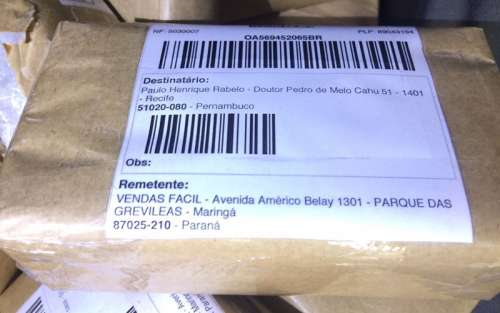 NF: 5030007 PLP: 89043194
OA569452065BR
Destinatário:
Paulo Henrique Rabelo - Doutor Pedro de Melo Cahu 51 - 1401
- Recife
51020-080 - Pernambuco
Obs:
Remetente:
VENDAS FACIL - Avenida Américo Belay 1301 - PARQUE DAS
GREVILEAS - Maringá
87025-210 - Paraná